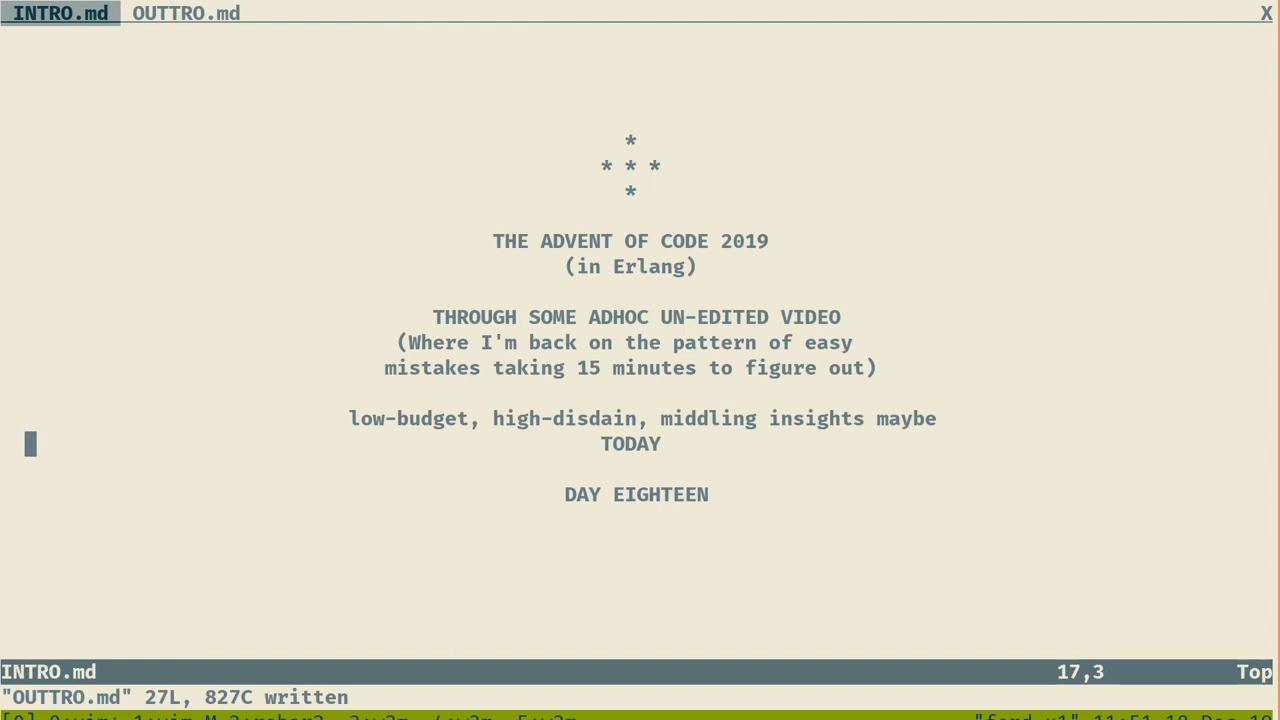 INTRO.md OUTTRO.md X
*
* * *
*
THE ADVENT OF CODE 2019
(in Erlang)
THROUGH SOME ADHOC UN-EDITED VIDEO
(Where I'm back on the pattern of easy
mistakes taking 15 minutes to figure out)
low-budget, high-disdain, middling insights maybe
TODAY
DAY EIGHTEEN
INTRO.md 17,3 Top
"OUTTRO.md" 27L, 827C written